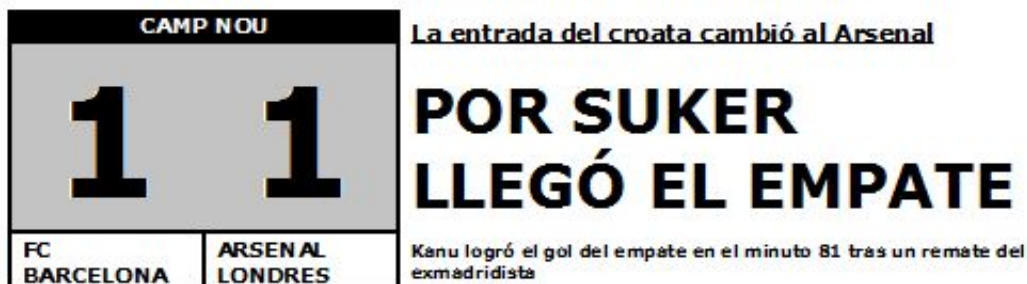 CAMP NOU
1 1
FC
BARCELONA
ARSENAL
LONDRES
La entrada del croata cambió al Arsenal
POR SUKER
LLEGÓ EL EMPATE
Kanu logró el gol del empate en el minuto 81 tras un remate del
exmadridista